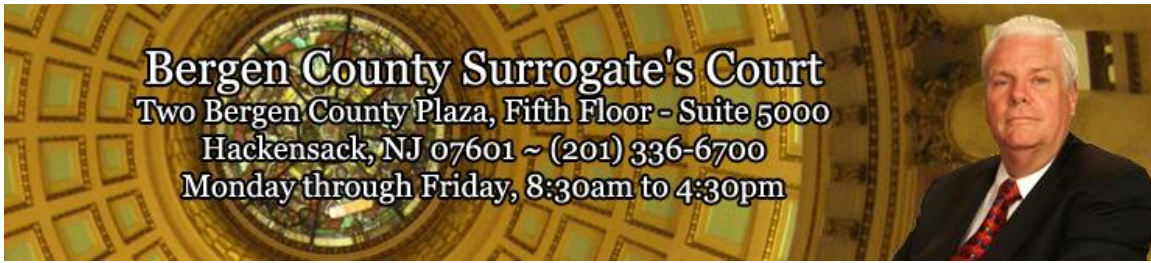 Bergen County Surrogate's Court
Two Bergen County Plaza, Fifth Floor - Suite 5000
Hackensack, NJ 07601 ~ (201) 336-6700
Monday through Friday, 8:30am to 4:30pm